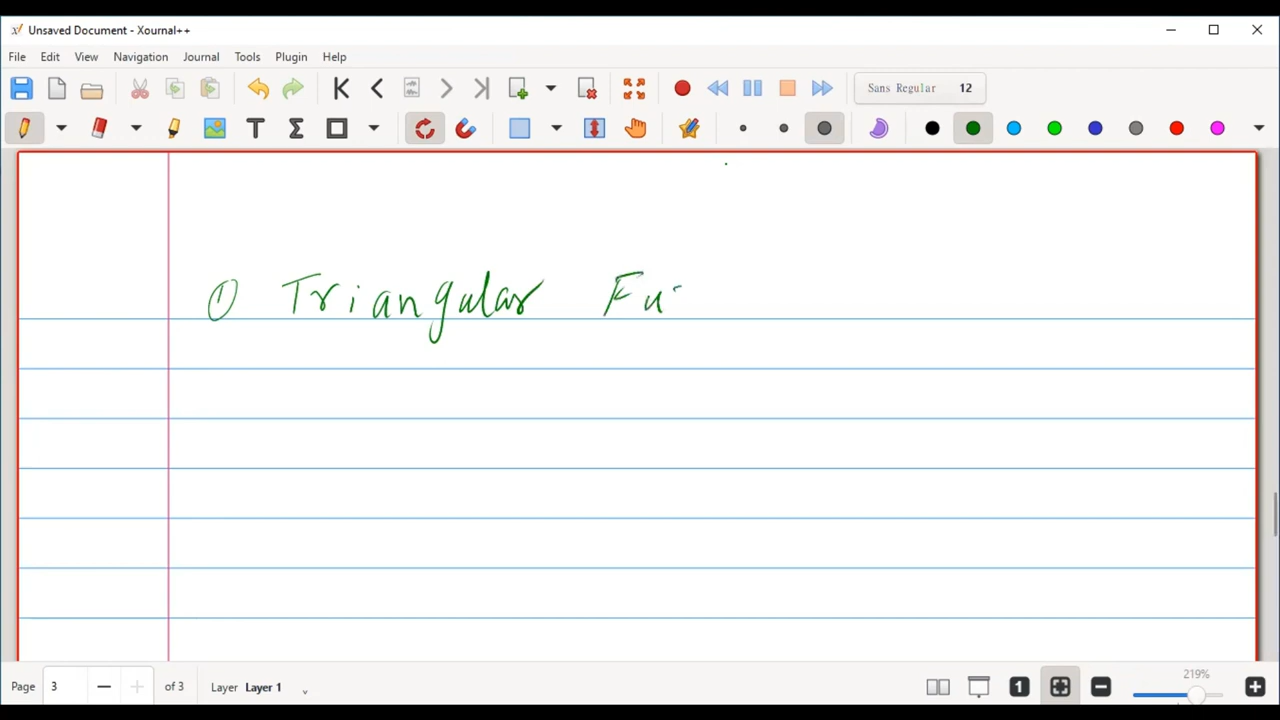 Unsaved Document - Xournal++
File Edit View Navigation Journal Tools Plugin Help
Sans Regular 12
① Triangular Fu
219%
Page 3 of 3 Layer Layer 1 1